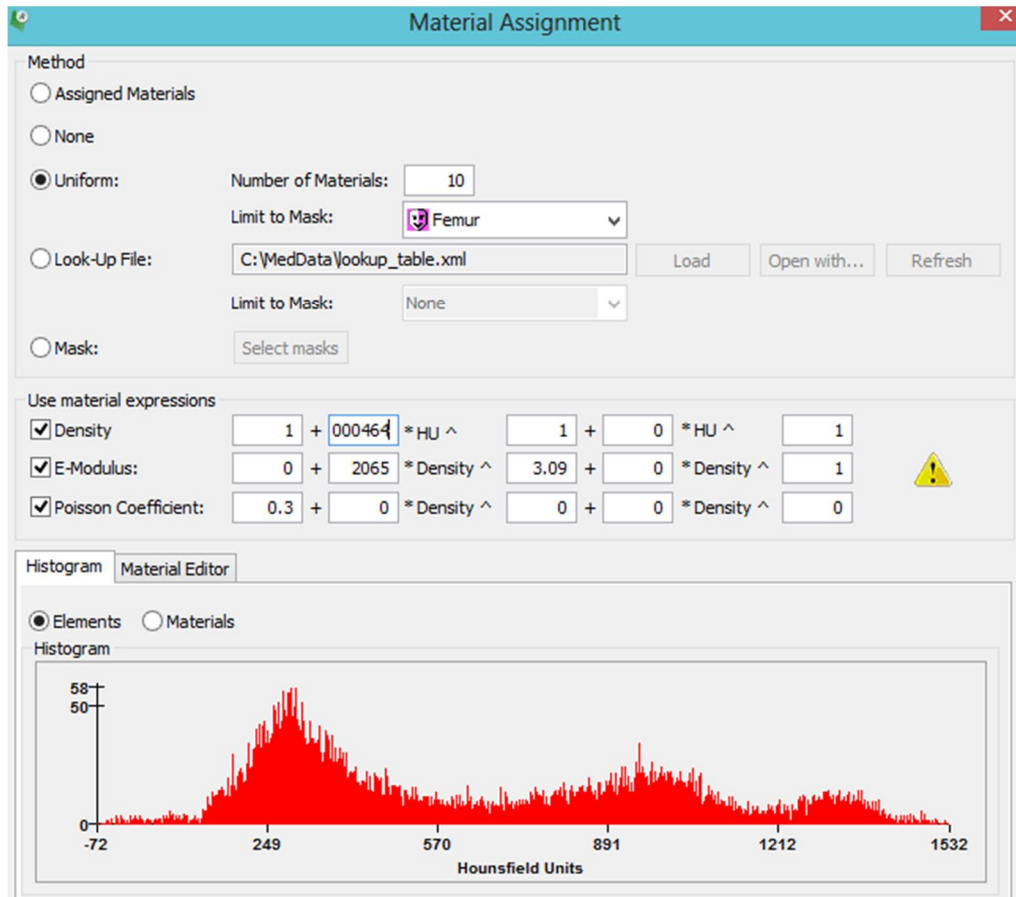 Material Assignment
Method
Assigned Materials
None
Uniform: Number of Materials: 10
Limit to Mask: Femur
Look-Up File: C:\MedData\lookup_table.xml Load Open with... Refresh
Limit to Mask: None
Mask: Select masks
Use material expressions
Density 1 + 000464 * HU ^ 1 + 0 * HU ^ 1
E-Modulus: 0 + 2065 * Density ^ 3.09 + 0 * Density ^ 1
Poisson Coefficient: 0.3 + 0 * Density ^ 0 + 0 * Density ^ 0
Histogram Material Editor
Elements Materials
Histogram
58
50
0
-72 249 570 891 1212 1532
Hounsfield Units